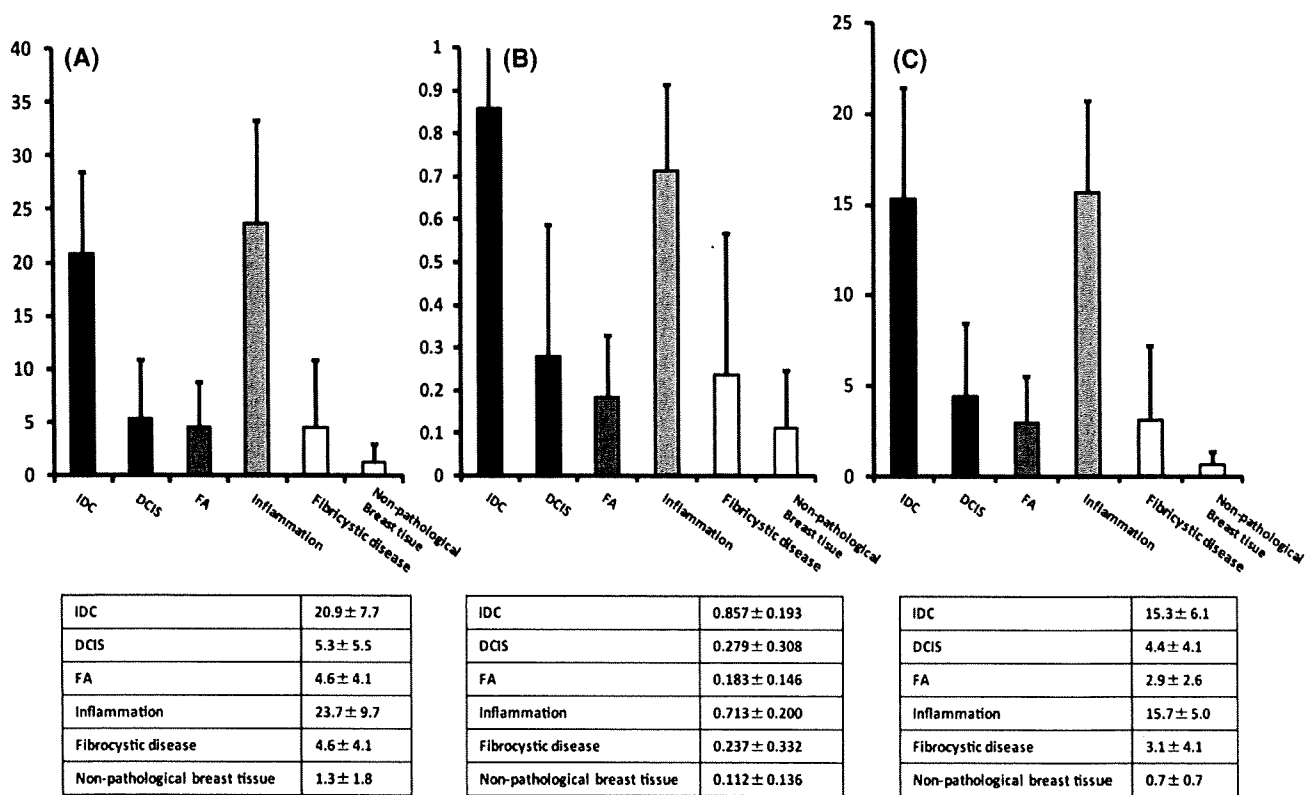 (A)
40
35
30
25
20
15
10
5
0
IDC
DCIS
FA
Inflammation
Fibricystic disease
Non-pathological
Breast tisue
(B)
1
0.9
0.8
0.7
0.6
0.5
0.4
0.3
0.2
0.1
0
IDC
DCIS
FA
Inflammation
Fibricystic disease
Non-pathological
Breast tisue
(C)
25
20
15
10
5
0
IDC
DCIS
FA
Inflammation
Fibricystic disease
Non-pathological
Breast tisue
IDC 20.9±7.7
DCIS 5.3±5.5
FA 4.6±4.1
Inflammation 23.7±9.7
Fibrocystic disease 4.6±4.1
Non-pathological breast tissue 1.3±1.8
IDC 0.857±0.193
DCIS 0.279±0.308
FA 0.183±0.146
Inflammation 0.713±0.200
Fibrocystic disease 0.237±0.332
Non-pathological breast tissue 0.112±0.136
IDC 15.3±6.1
DCIS 4.4±4.1
FA 2.9±2.6
Inflammation 15.7±5.0
Fibrocystic disease 3.1±4.1
Non-pathological breast tissue 0.7±0.7